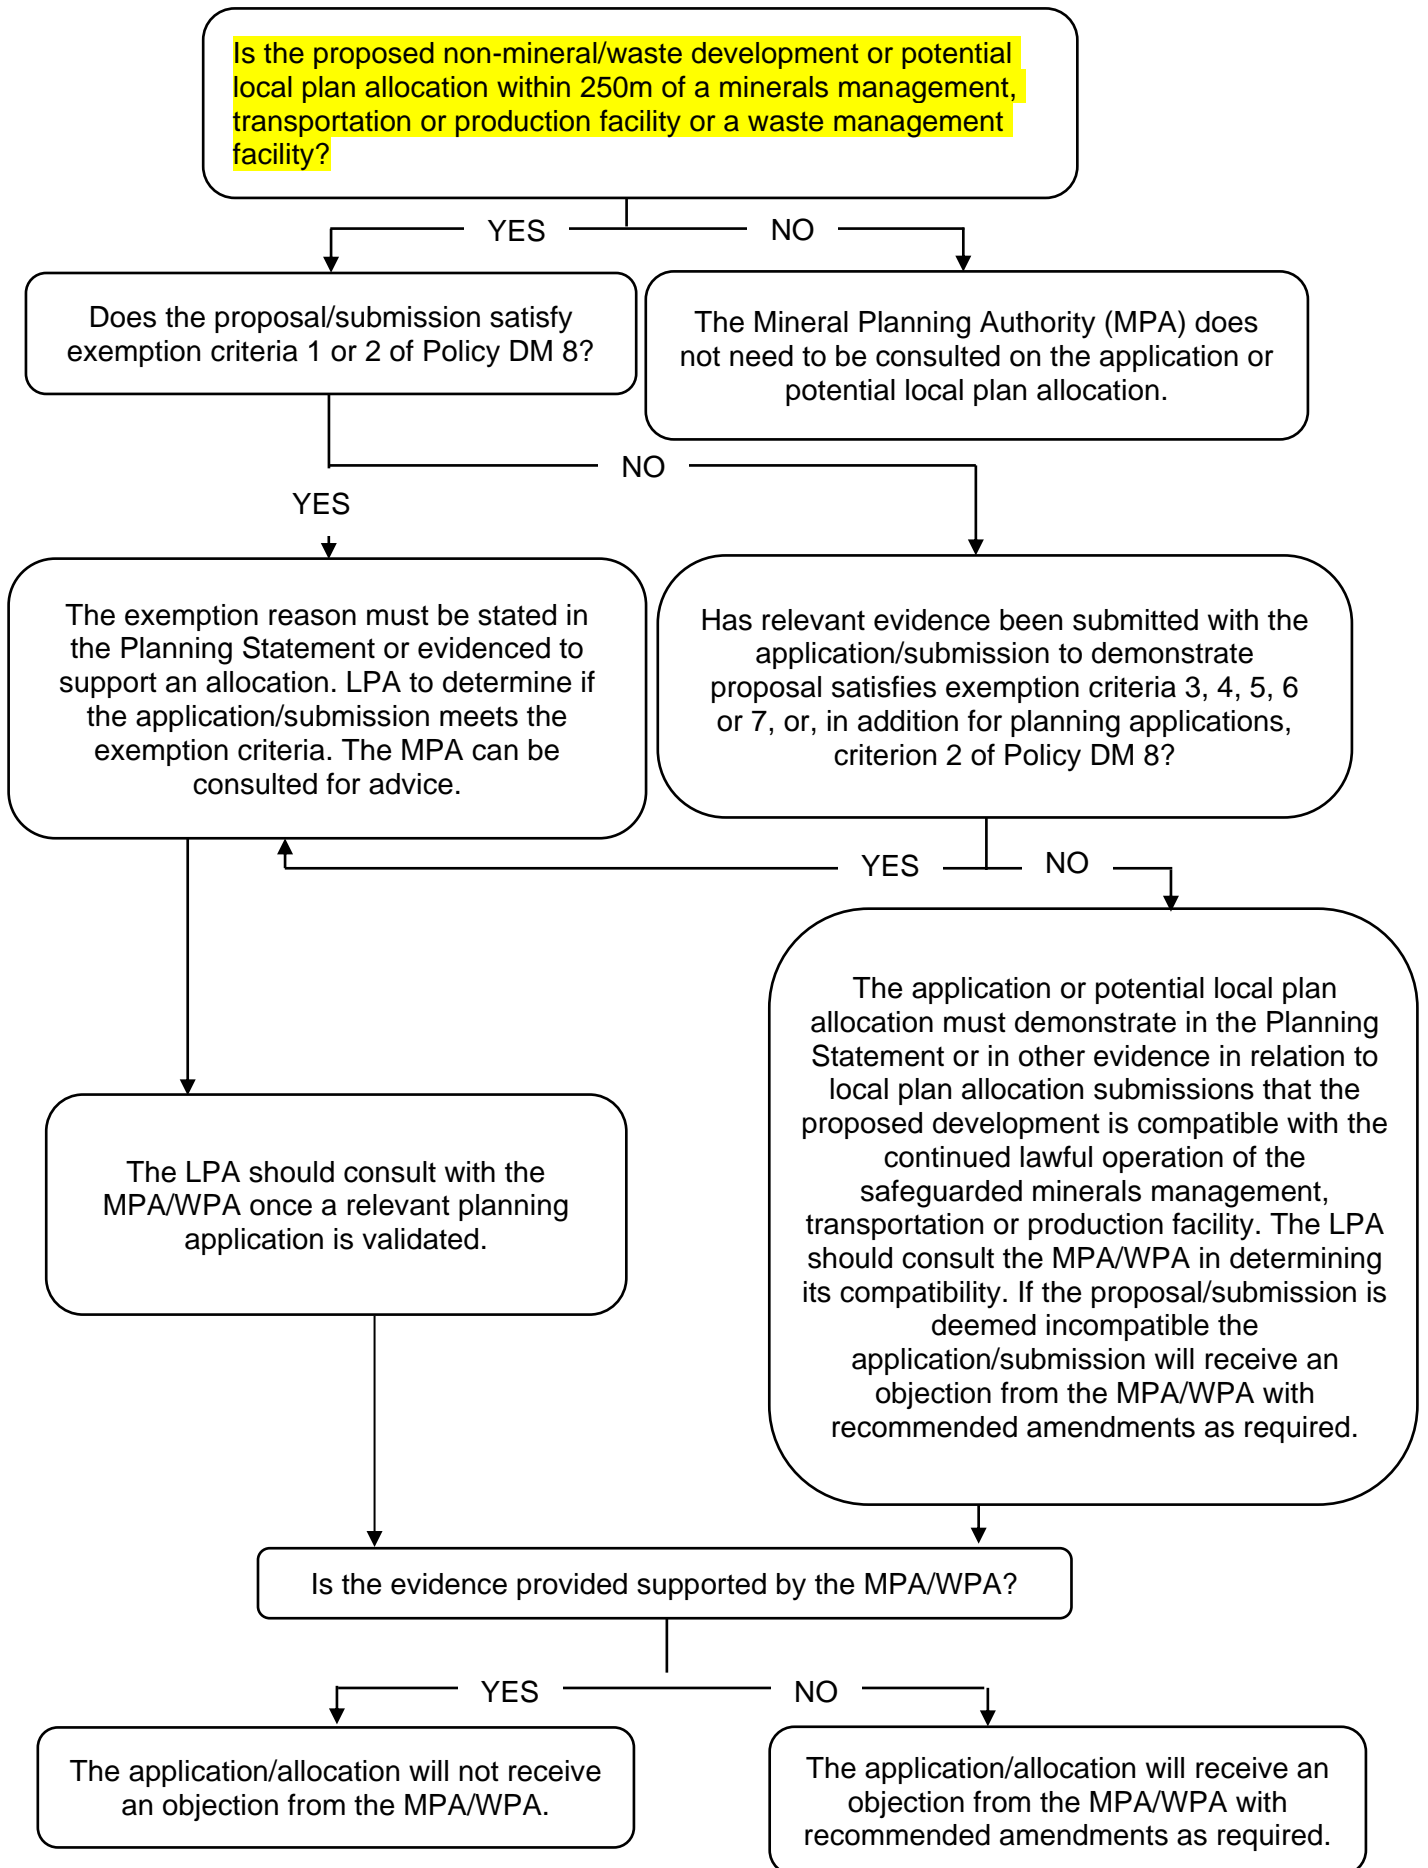 Is the proposed non-mineral/waste development or potential
local plan allocation within 250m of a minerals management,
transportation or production facility or a waste management
facility?
YES
NO
Does the proposal/submission satisfy
exemption criteria 1 or 2 of Policy DM 8?
The Mineral Planning Authority (MPA) does
not need to be consulted on the application or
potential local plan allocation.
NO
YES
The exemption reason must be stated in
the Planning Statement or evidenced to
support an allocation. LPA to determine if
the application/submission meets the
exemption criteria. The MPA can be
consulted for advice.
Has relevant evidence been submitted with the
application/submission to demonstrate
proposal satisfies exemption criteria 3, 4, 5, 6
or 7, or, in addition for planning applications,
criterion 2 of Policy DM 8?
YES
NO
The application or potential local plan
allocation must demonstrate in the Planning
Statement or in other evidence in relation to
local plan allocation submissions that the
proposed development is compatible with the
continued lawful operation of the
safeguarded minerals management,
transportation or production facility. The LPA
should consult the MPA/WPA in determining
its compatibility. If the proposal/submission is
deemed incompatible the
application/submission will receive an
objection from the MPA/WPA with
recommended amendments as required.
The LPA should consult with the
MPA/WPA once a relevant planning
application is validated.
Is the evidence provided supported by the MPA/WPA?
YES
NO
The application/allocation will not receive
an objection from the MPA/WPA.
The application/allocation will receive an
objection from the MPA/WPA with
recommended amendments as required.